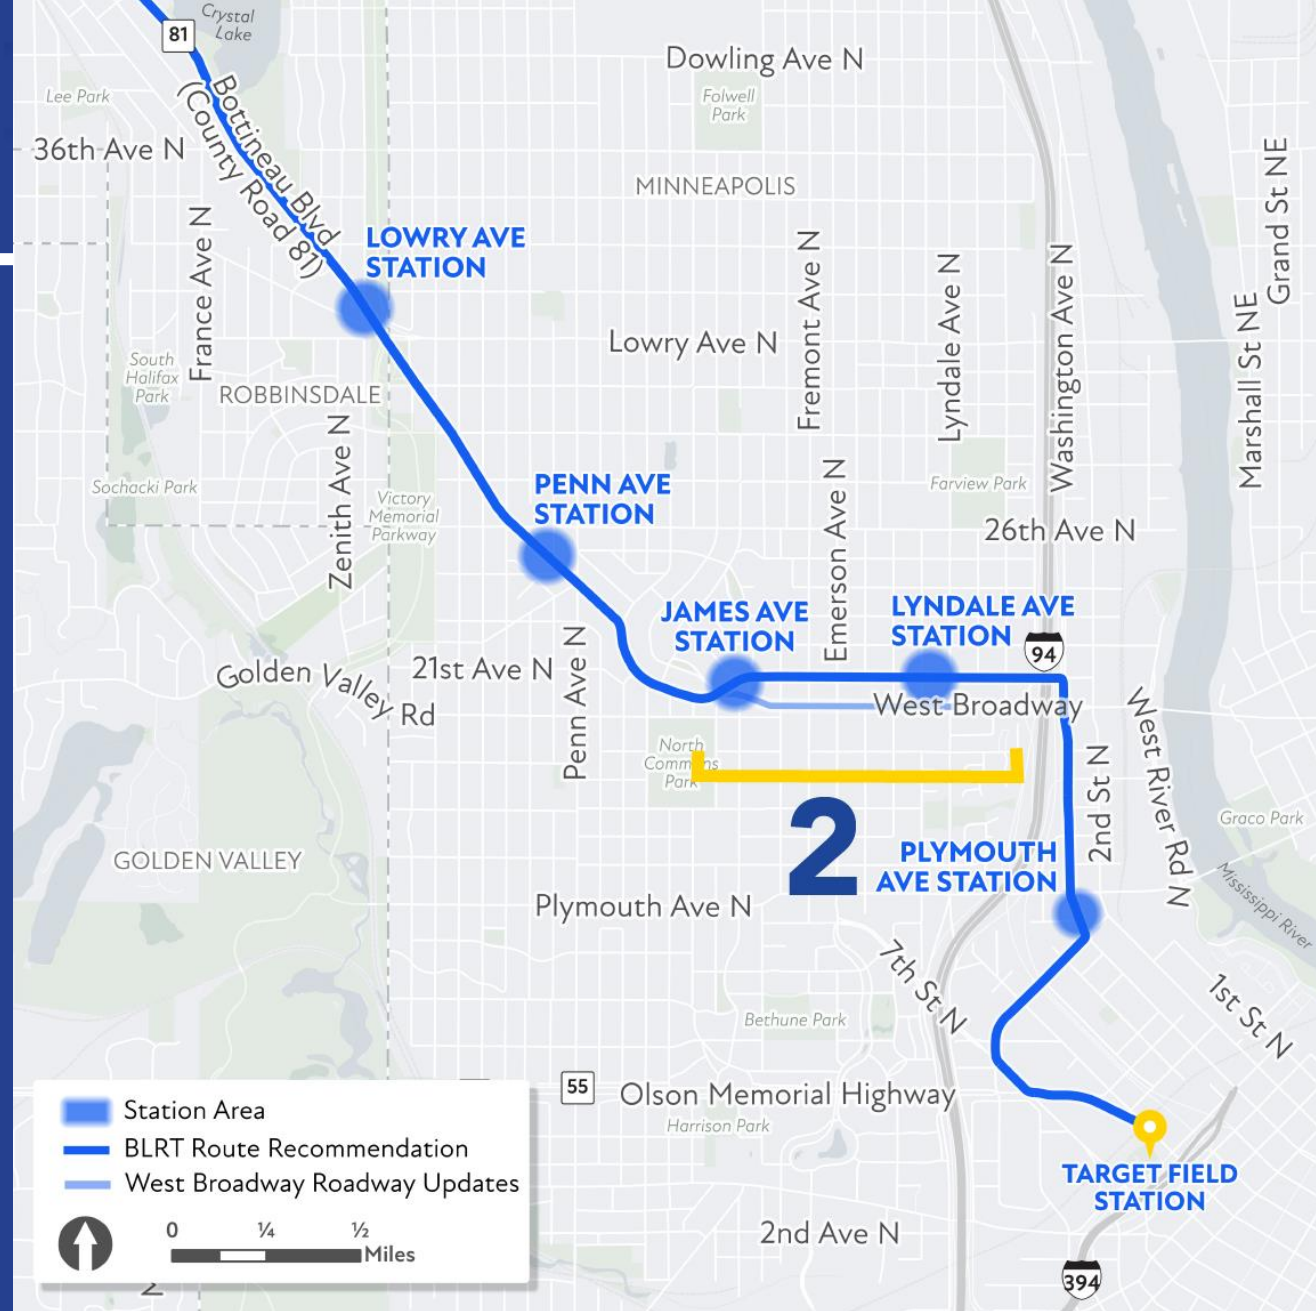 Crystal
Lake
81
Dowling Ave N
Lee Park
Folwell
Park
Bottineau Blvd
(County Road 81)
36th Ave N
MINNEAPOLIS
Grand St NE
France Ave N
LOWRY AVE
STATION
Fremont Ave N
Lyndale Ave N
Washington Ave N
Marshall St NE
Lowry Ave N
South
Halifax
Park
ROBBINSDALE
Zenith Ave N
Sochacki Park
Victory
Memorial
Parkway
PENN AVE
STATION
Farview Park
26th Ave N
Emerson Ave N
JAMES AVE
STATION
LYNDALE AVE
STATION
94
Penn Ave N
21st Ave N
Golden Valley Rd
West Broadway
West River Rd N
North
Commons
Park
2nd St N
2
Graco Park
PLYMOUTH
AVE STATION
GOLDEN VALLEY
Plymouth Ave N
Mississippi River
7th St N
1st St N
Bethune Park
55
Olson Memorial Highway
Harrison Park
TARGET FIELD
STATION
2nd Ave N
394
Station Area
BLRT Route Recommendation
West Broadway Roadway Updates
0 ¼ ½
Miles
N